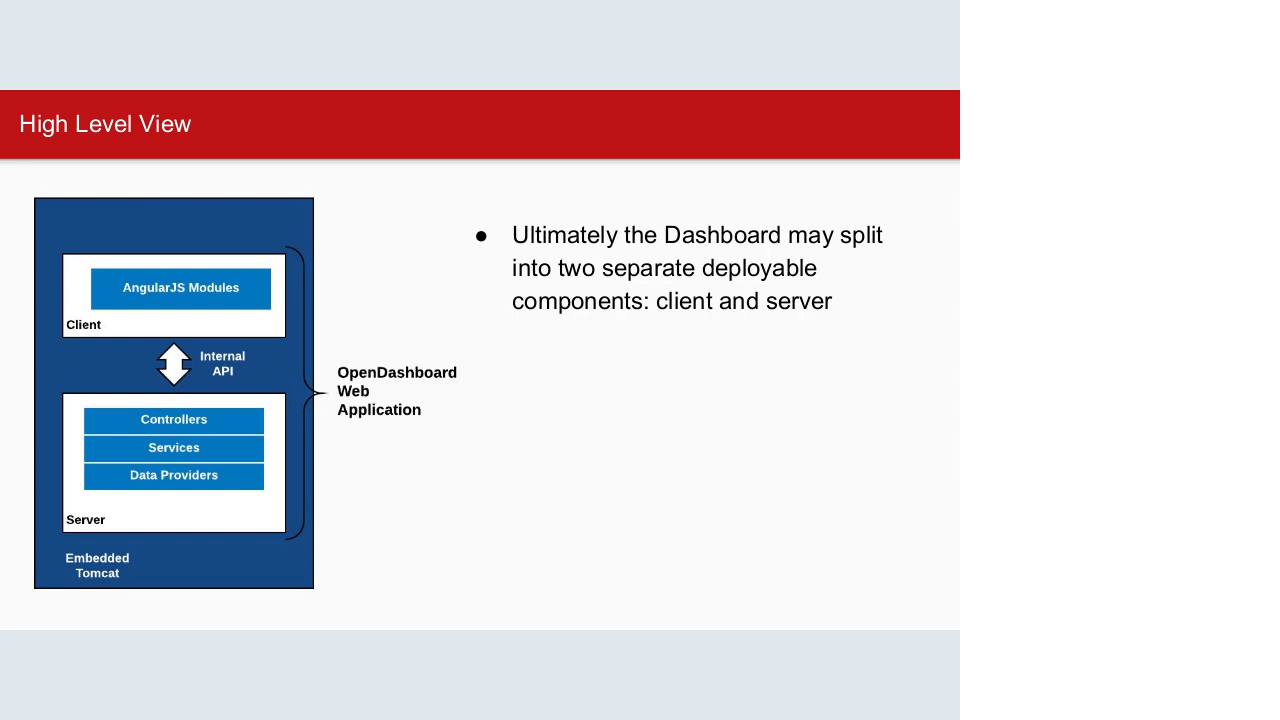 High Level View
AngularJS Modules
Client
Internal
API
Controllers
Services
Data Providers
Server
Embedded
Tomcat
OpenDashboard
Web
Application
● Ultimately the Dashboard may split
into two separate deployable
components: client and server